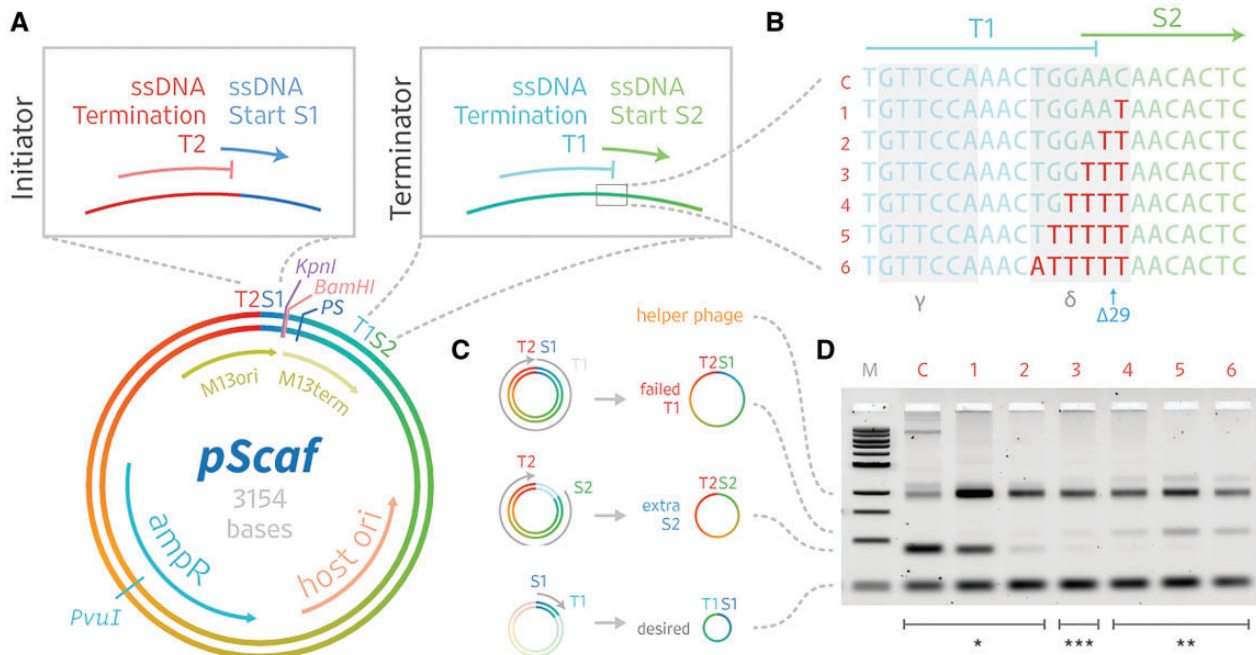 A
Initiator
ssDNA
Termination
T2
ssDNA
Start S1
Terminator
ssDNA
Termination
T1
ssDNA
Start S2
T2S1
KpnI
BamHI
PS
T1S2
M13ori
M13term
pScaf
3154
bases
ampR
host ori
PvuI
B
T1
S2
C TGTTCCAAACTGGAACAACACTC
1 TGTTCCAAACTGGAATAACACTC
2 TGTTCCAAACTGGATTAACACTC
3 TGTTCCAAACTGGTTTAACACTC
4 TGTTCCAAACTGTTTTAACACTC
5 TGTTCCAAACTTTTTTAACACTC
6 TGTTCCAAACATTTTTAACACTC
γ
δ
Δ29
C
helper phage
T2 S1
T1
failed
T1
T2S1
T2
S2
extra
S2
T2S2
S1
T1
desired
T1 S1
D
M C 1 2 3 4 5 6
* *** **